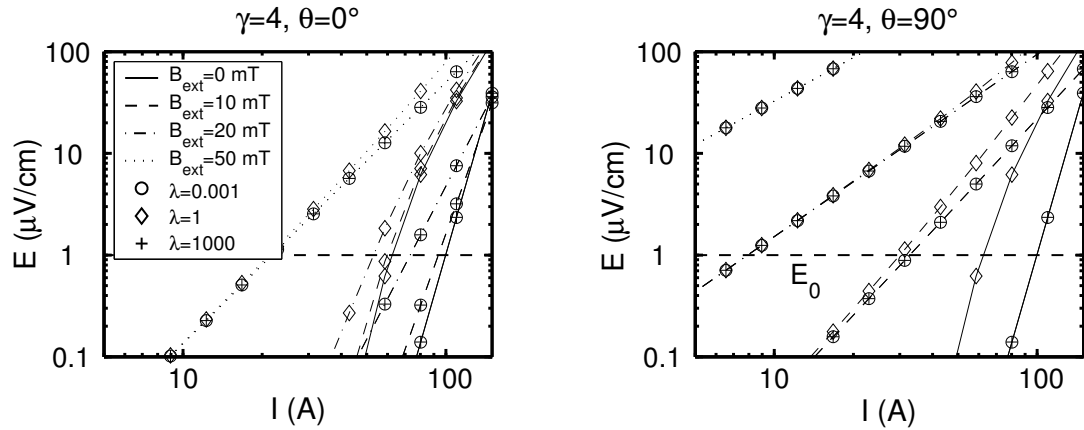 γ=4, θ=0°
100
10
1
0.1
E (μV/cm)
B_ext=0 mT
B_ext=10 mT
B_ext=20 mT
B_ext=50 mT
λ=0.001
λ=1
λ=1000
10
100
I (A)
γ=4, θ=90°
100
10
1
0.1
E (μV/cm)
E_0
10
100
I (A)